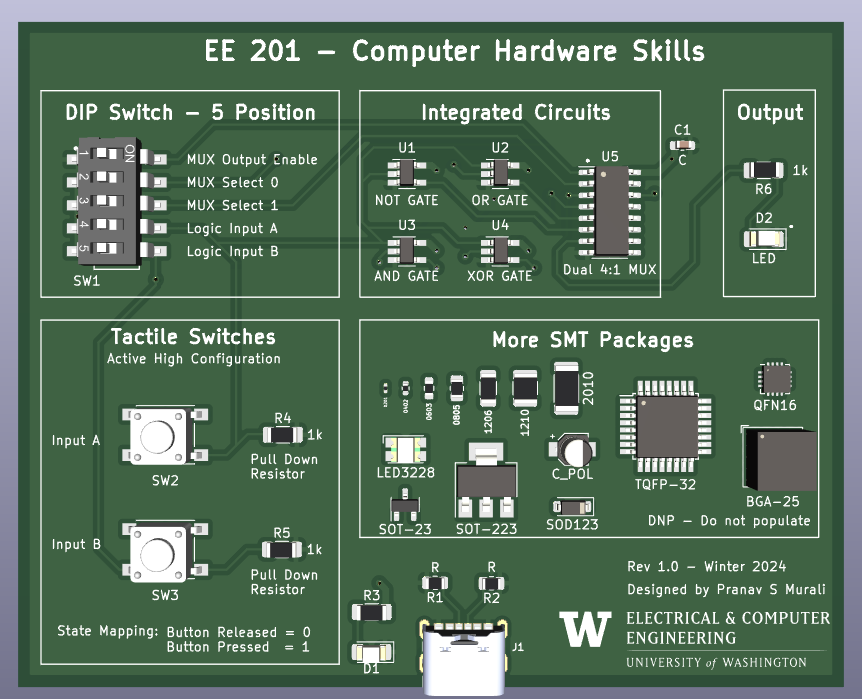 EE 201 – Computer Hardware Skills
DIP Switch – 5 Position
ON
1
2
3
4
5
MUX Output Enable
MUX Select 0
MUX Select 1
Logic Input A
Logic Input B
SW1
Integrated Circuits
U1
NOT GATE
U2
OR GATE
U3
AND GATE
U4
XOR GATE
U5
Dual 4:1 MUX
C1
C
Output
1k
R6
D2
LED
Tactile Switches
Active High Configuration
Input A
SW2
R4
1k
Pull Down
Resistor
Input B
SW3
R5
1k
Pull Down
Resistor
State Mapping: Button Released = 0
Button Pressed = 1
More SMT Packages
0201
0402
0603
0805
1206
1210
2010
LED3228
SOT-23
SOT-223
C_POL
SOD123
TQFP-32
QFN16
BGA-25
DNP – Do not populate
R3
D1
R
R1
R
R2
J1
Rev 1.0 – Winter 2024
Designed by Pranav S Murali
W
ELECTRICAL & COMPUTER
ENGINEERING
UNIVERSITY of WASHINGTON